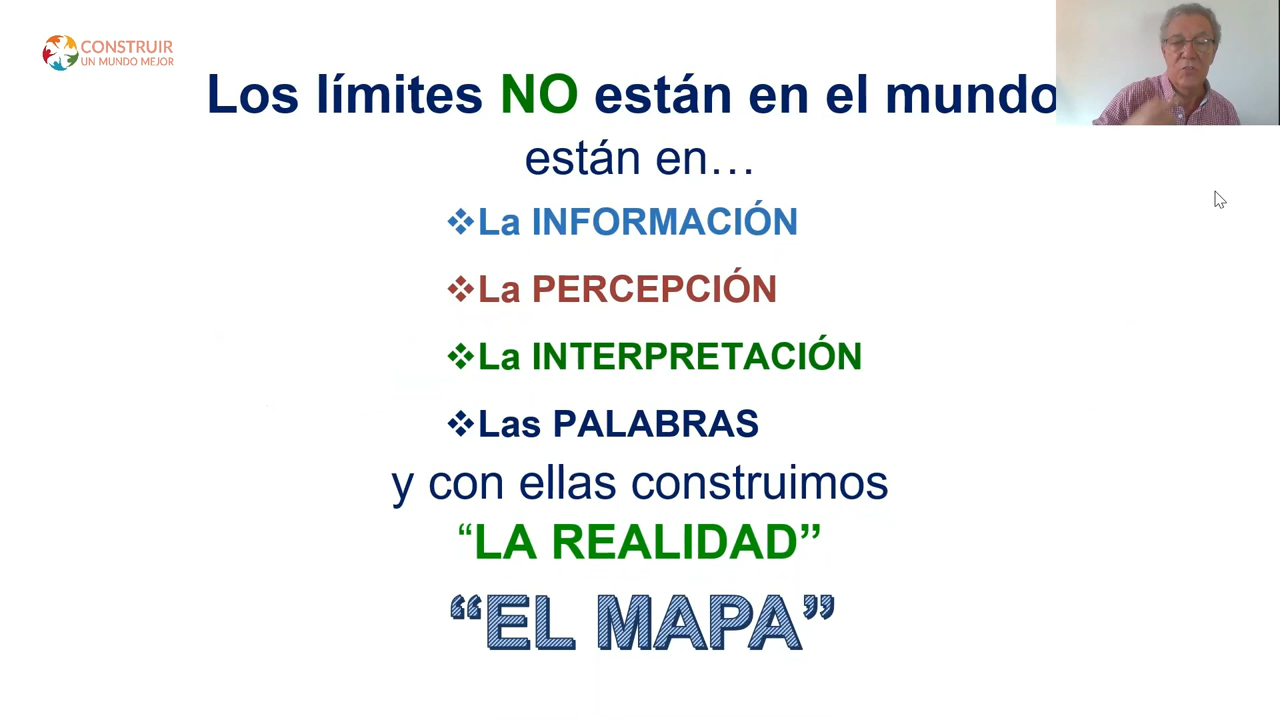 CONSTRUIR
UN MUNDO MEJOR
Los límites NO están en el mundo
están en…
❖La INFORMACIÓN
❖La PERCEPCIÓN
❖La INTERPRETACIÓN
❖Las PALABRAS
y con ellas construimos
“LA REALIDAD”
“EL MAPA”